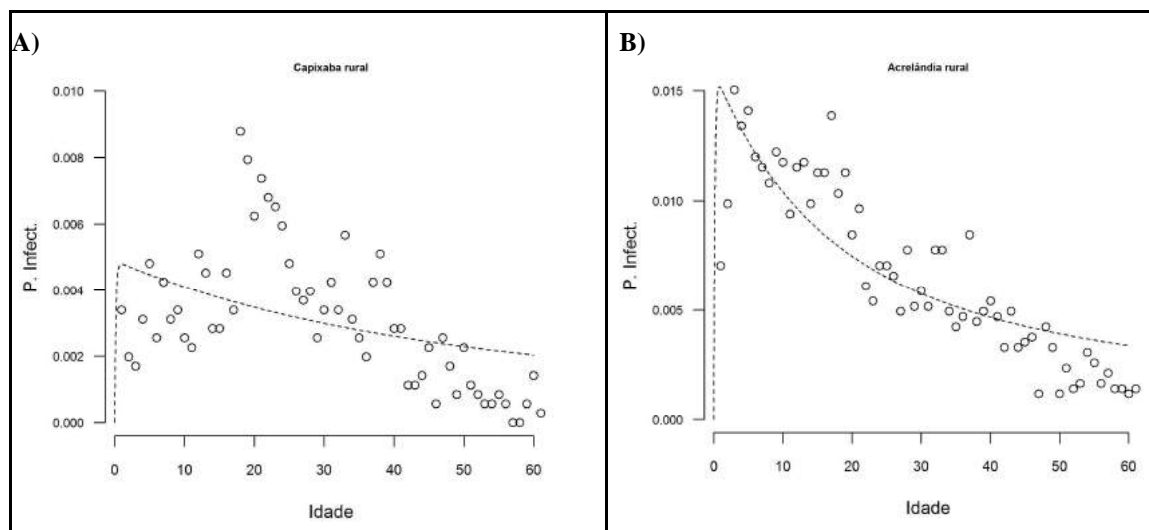 A)
Capixaba rural
0.010
0.008
0.006
0.004
0.002
0.000
P. Infect.
0 10 20 30 40 50 60
Idade
B)
Acrelândia rural
0.015
0.010
0.005
0.000
P. Infect.
0 10 20 30 40 50 60
Idade